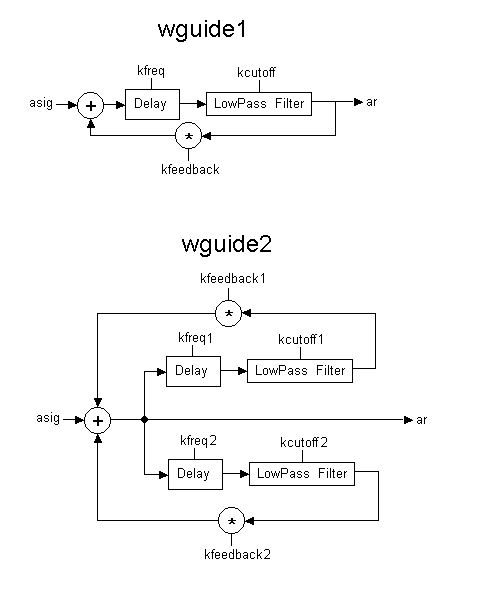 wguide1
kfreq
kcutoff
asig
+
Delay
LowPass Filter
ar
*
kfeedback
wguide2
kfeedback1
*
kfreq1
kcutoff1
Delay
LowPass Filter
asig
+
ar
kfreq2
kcutoff2
Delay
LowPass Filter
*
kfeedback2